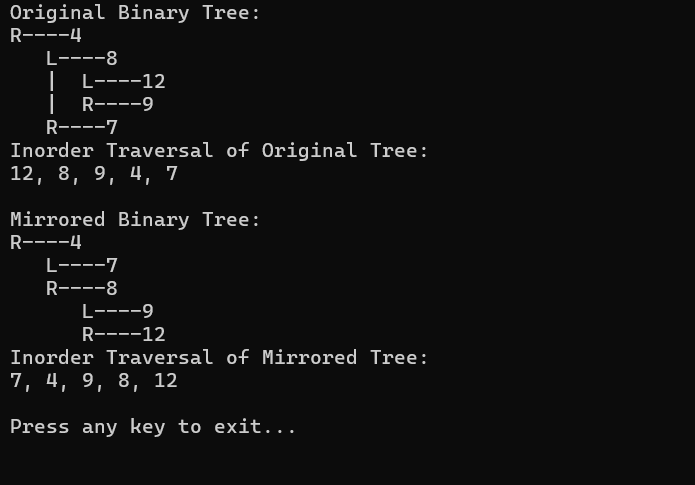 Original Binary Tree:
R----4
   L----8
   |  L----12
   |  R----9
   R----7
Inorder Traversal of Original Tree:
12, 8, 9, 4, 7

Mirrored Binary Tree:
R----4
   L----7
   R----8
      L----9
      R----12
Inorder Traversal of Mirrored Tree:
7, 4, 9, 8, 12

Press any key to exit...